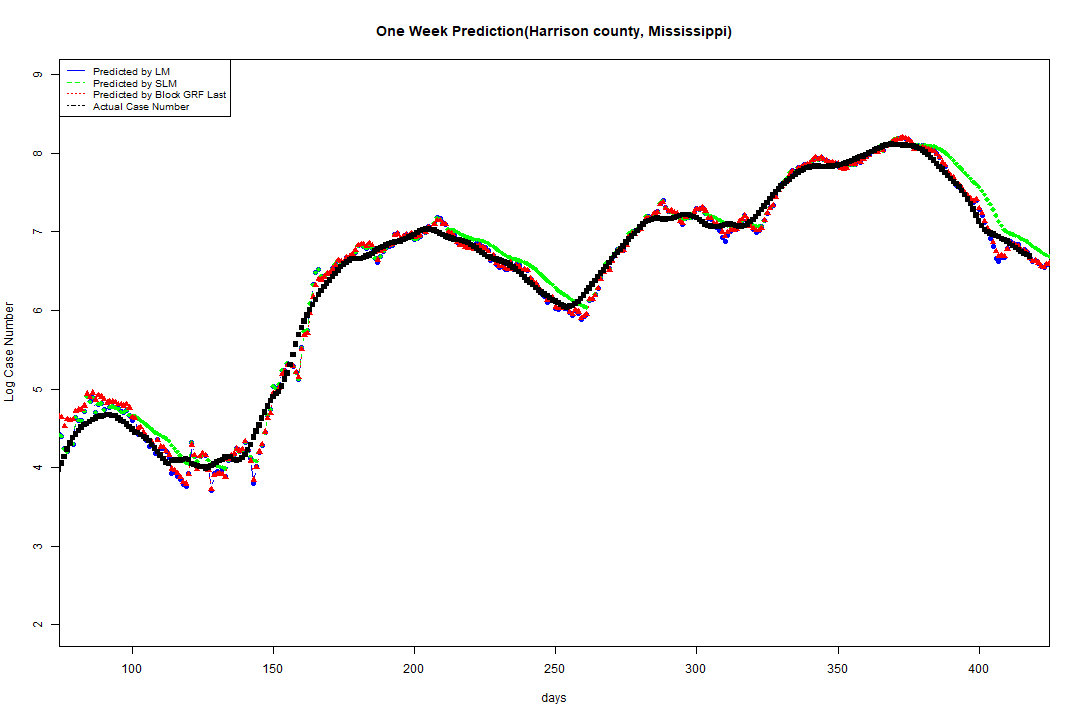 One Week Prediction(Harrison county, Mississippi)
Predicted by LM
Predicted by SLM
Predicted by Block GRF Last
Actual Case Number
9
8
7
6
5
4
3
2
Log Case Number
100 150 200 250 300 350 400
days